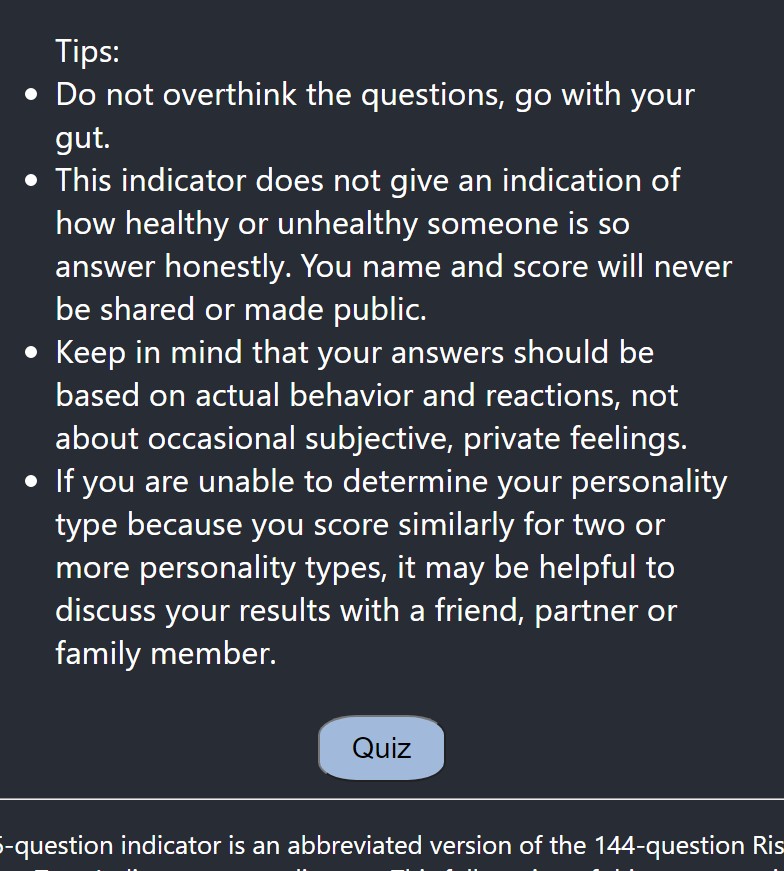 Tips:
Do not overthink the questions, go with your
gut.
This indicator does not give an indication of
how healthy or unhealthy someone is so
answer honestly. You name and score will never
be shared or made public.
Keep in mind that your answers should be
based on actual behavior and reactions, not
about occasional subjective, private feelings.
If you are unable to determine your personality
type because you score similarly for two or
more personality types, it may be helpful to
discuss your results with a friend, partner or
family member.
Quiz
-question indicator is an abbreviated version of the 144-question Ris